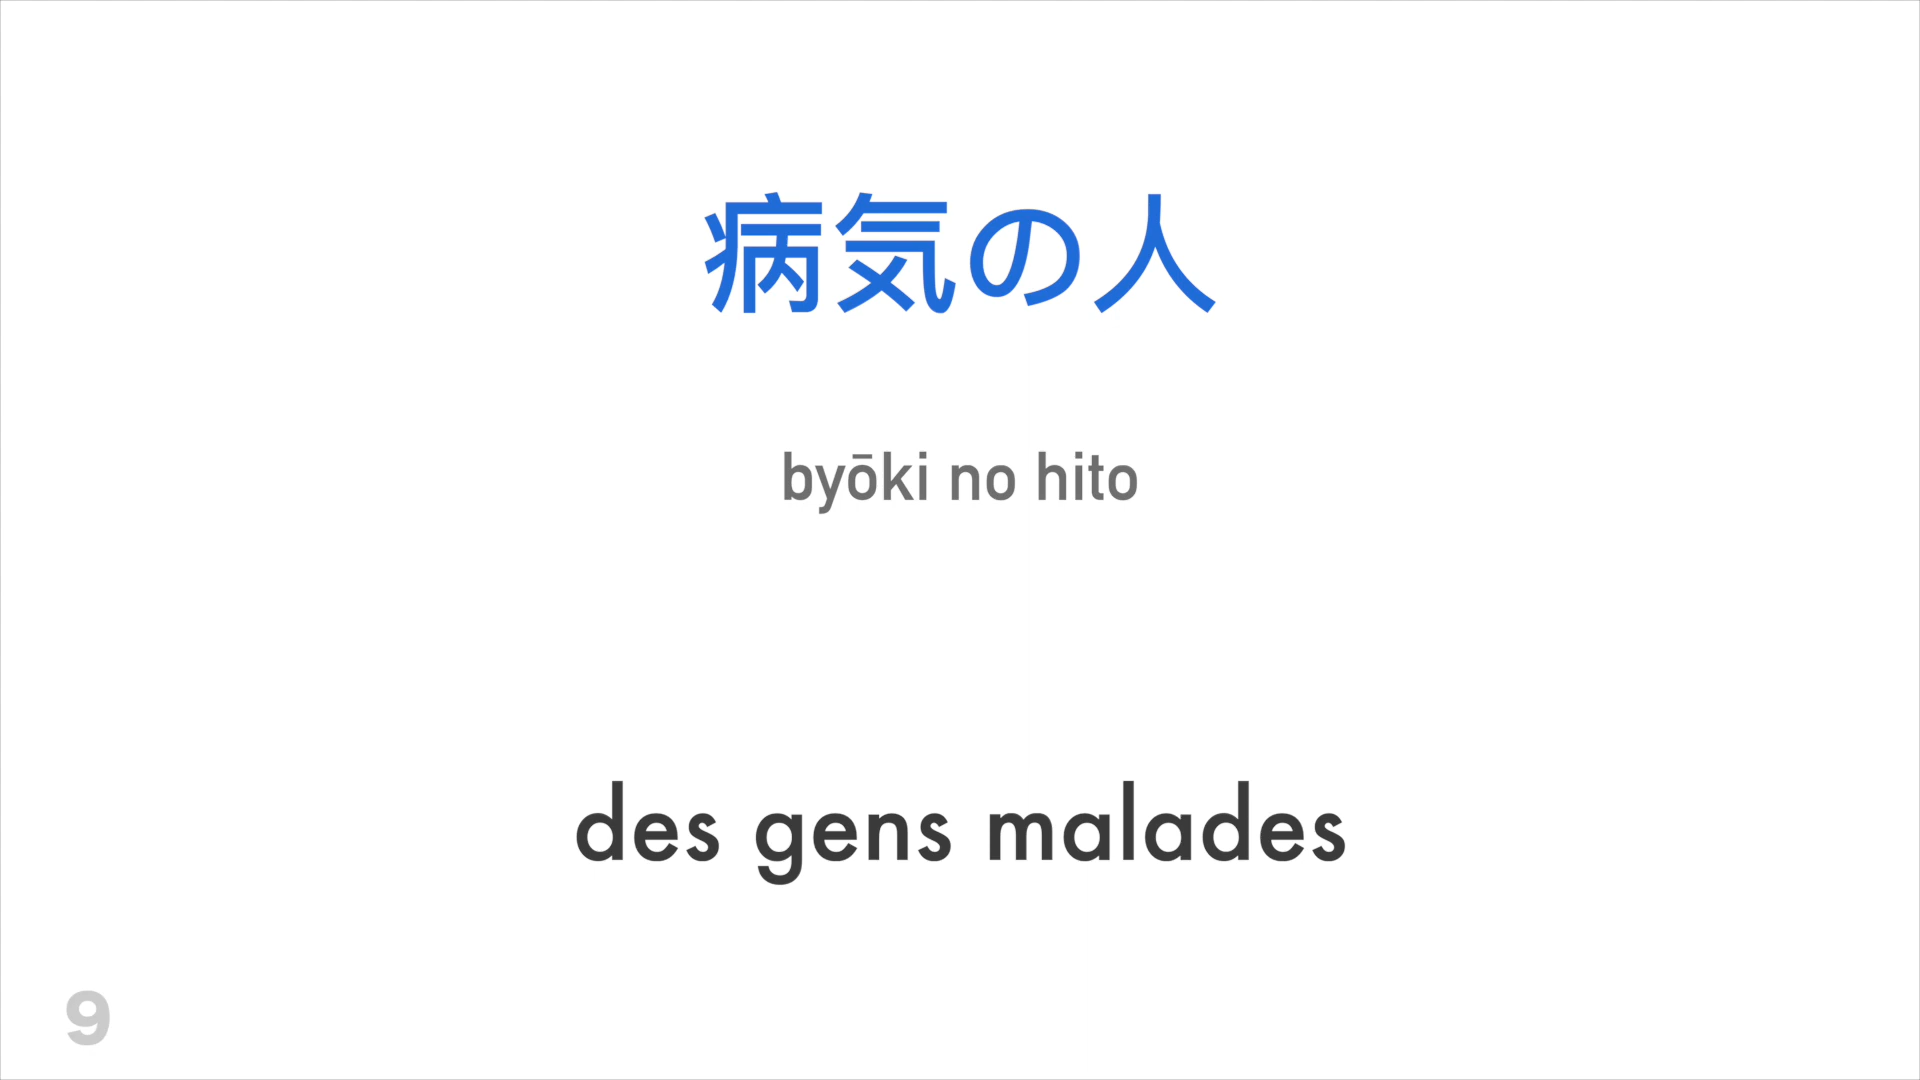 病気の人
byōki no hito
des gens malades
9